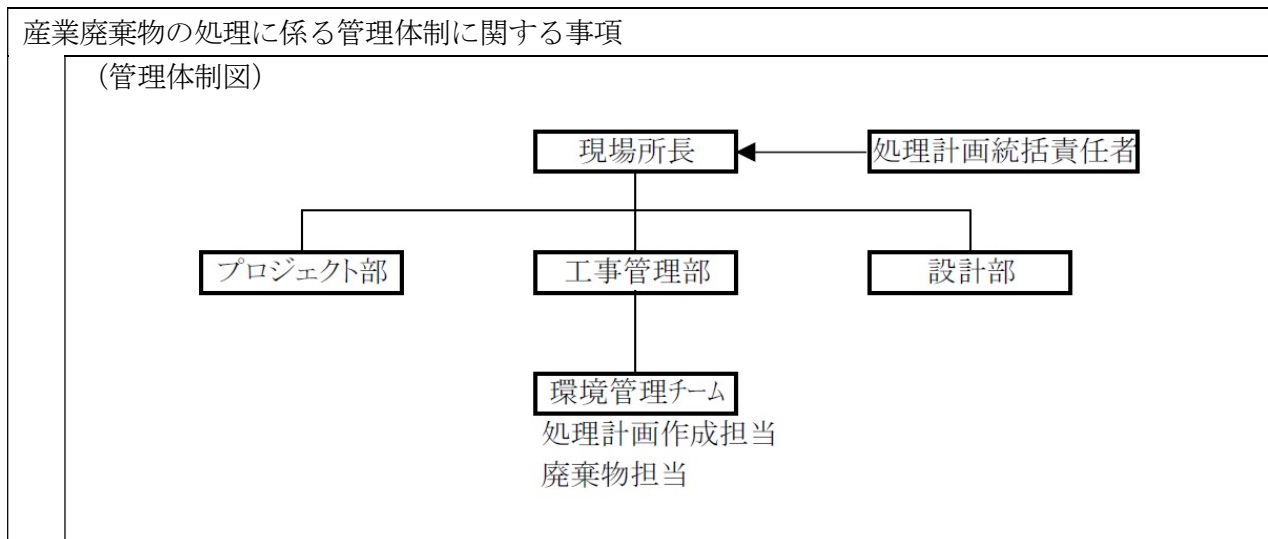 産業廃棄物の処理に係る管理体制に関する事項
（管理体制図）
現場所長
処理計画統括責任者
プロジェクト部
工事管理部
設計部
環境管理チーム
処理計画作成担当
廃棄物担当